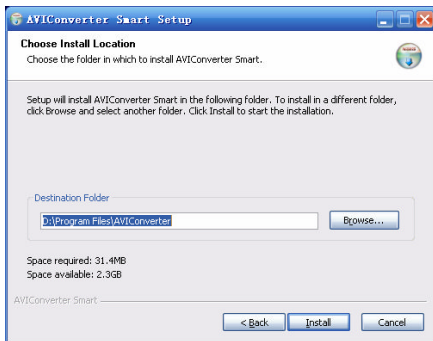 AVIConverter Smart Setup
Choose Install Location
Choose the folder in which to install AVIConverter Smart.
Setup will install AVIConverter Smart in the following folder. To install in a different folder,
click Browse and select another folder. Click Install to start the installation.
Destination Folder
D:\Program Files\AVIConverter
Browse...
Space required: 31.4MB
Space available: 2.3GB
AVIConverter Smart
< Back
Install
Cancel